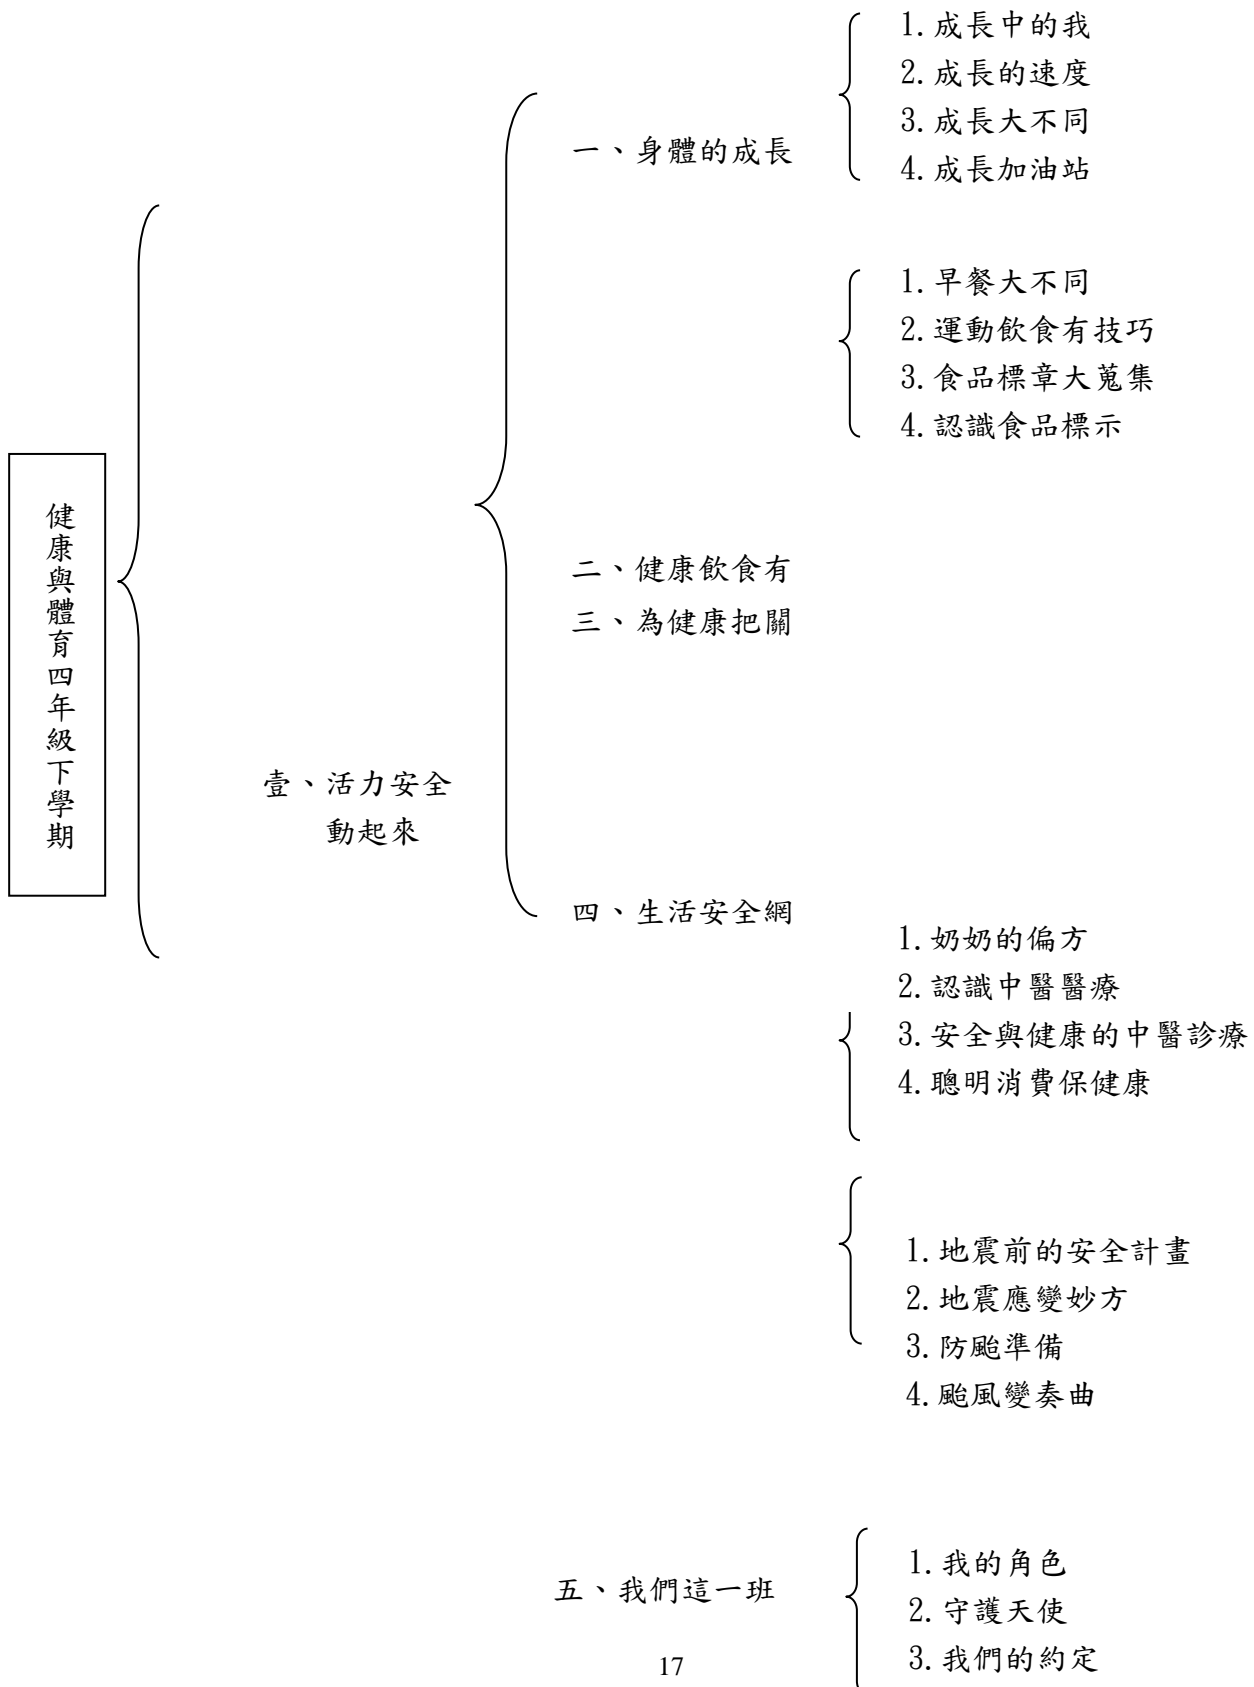 健康與體育四年級下學期
壹、活力安全
動起來
一、身體的成長
1.成長中的我
2.成長的速度
3.成長大不同
4.成長加油站
二、健康飲食有
1.早餐大不同
2.運動飲食有技巧
3.食品標章大蒐集
4.認識食品標示
三、為健康把關
1.奶奶的偏方
2.認識中醫醫療
3.安全與健康的中醫診療
4.聰明消費保健康
四、生活安全網
1.地震前的安全計畫
2.地震應變妙方
3.防颱準備
4.颱風變奏曲
五、我們這一班
1.我的角色
2.守護天使
3.我們的約定
17